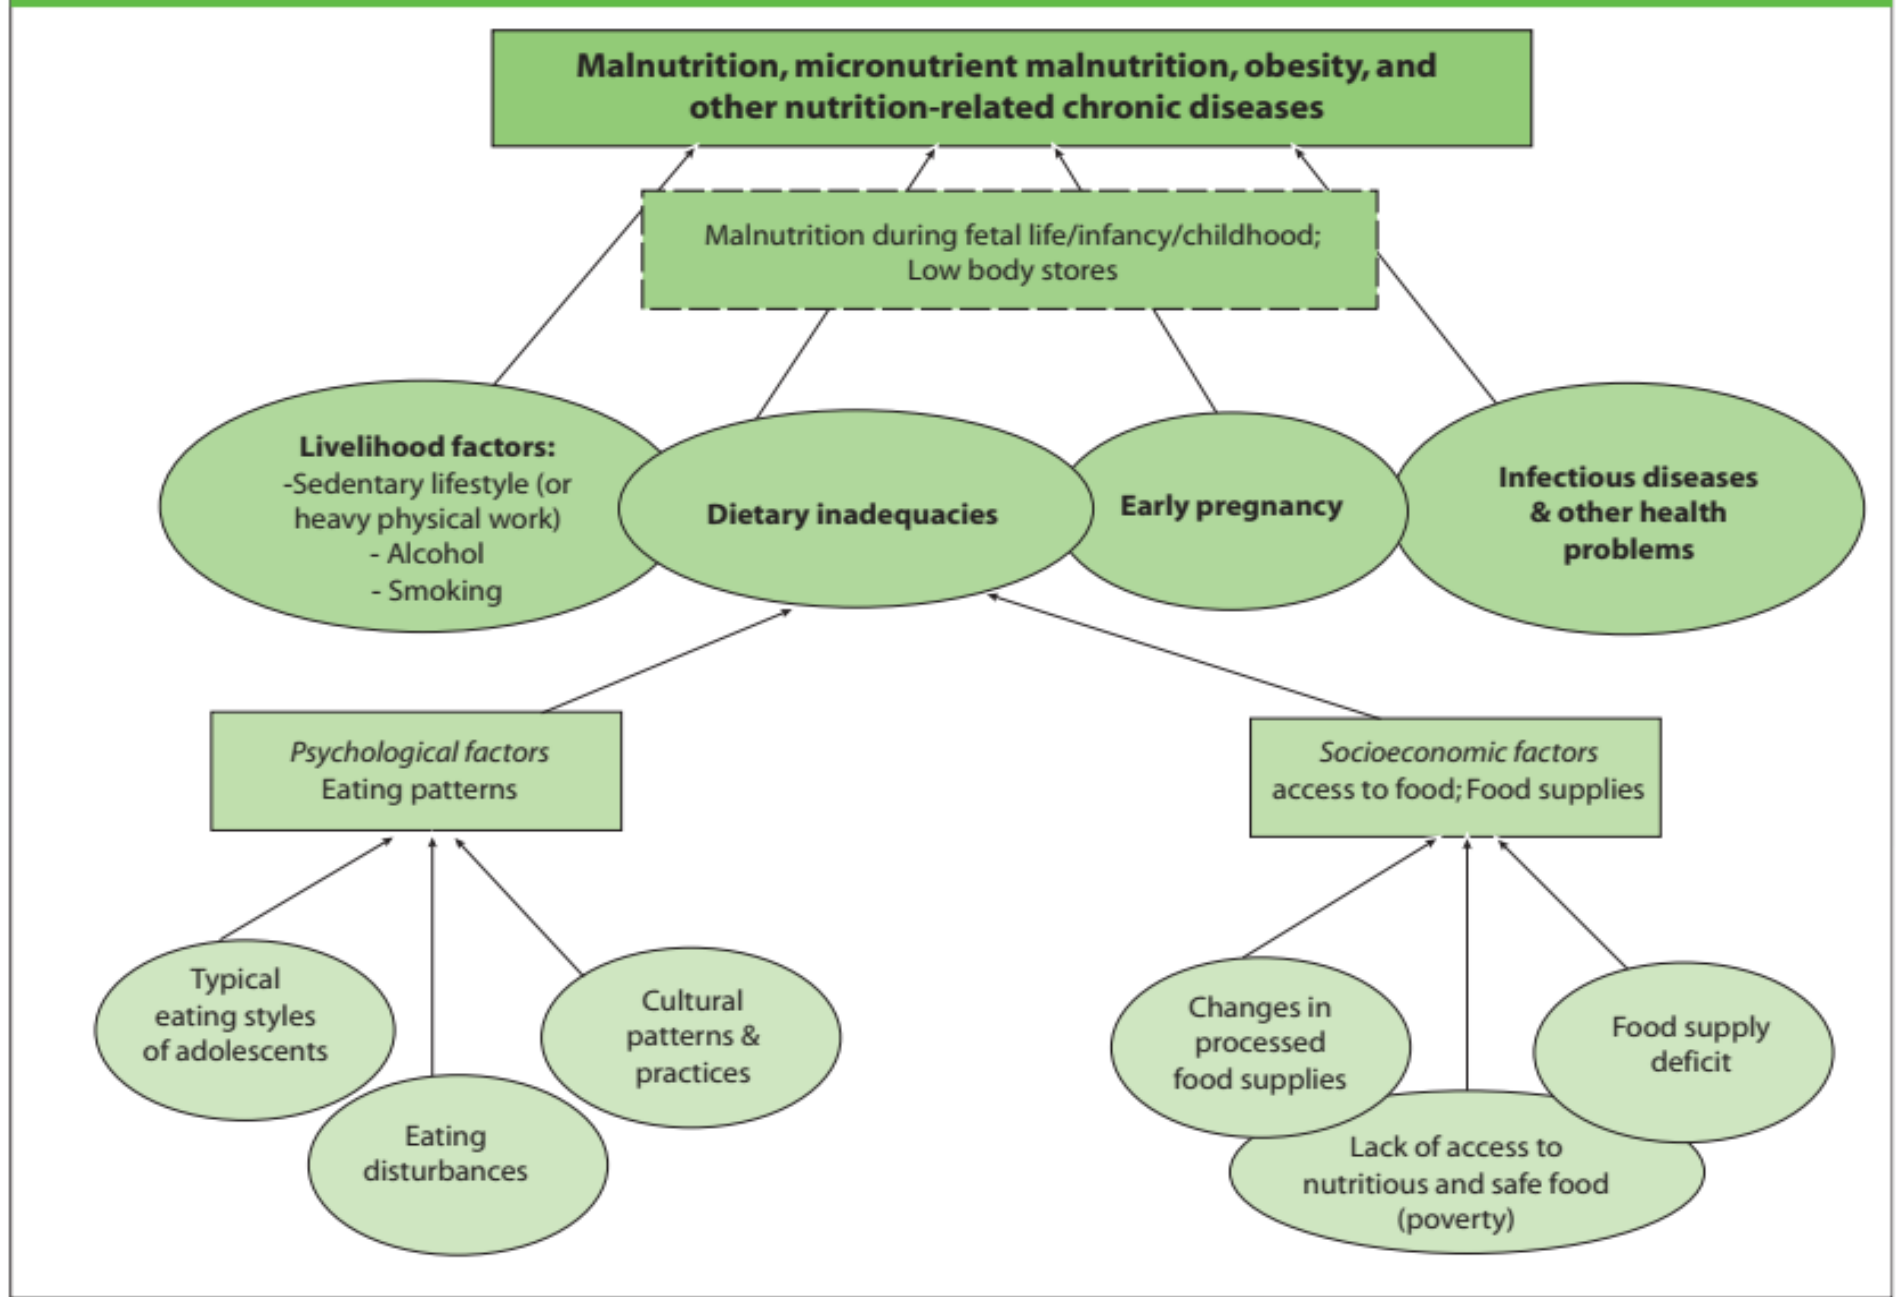 Malnutrition, micronutrient malnutrition, obesity, and
other nutrition-related chronic diseases
Malnutrition during fetal life/infancy/childhood;
Low body stores
Livelihood factors:
-Sedentary lifestyle (or
heavy physical work)
- Alcohol
- Smoking
Dietary inadequacies
Early pregnancy
Infectious diseases
& other health
problems
Psychological factors
Eating patterns
Socioeconomic factors
access to food; Food supplies
Typical
eating styles
of adolescents
Eating
disturbances
Cultural
patterns &
practices
Changes in
processed
food supplies
Lack of access to
nutritious and safe food
(poverty)
Food supply
deficit